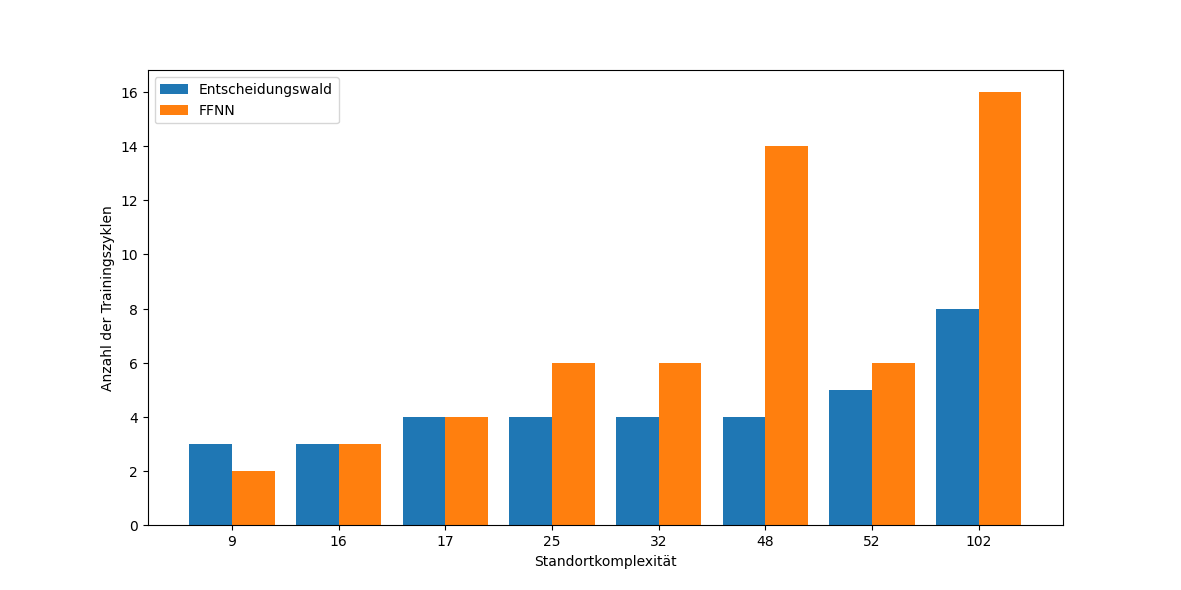 Entscheidungswald
FFNN
Anzahl der Trainingszyklen
16
14
12
10
8
6
4
2
0
9 16 17 25 32 48 52 102
Standortkomplexität